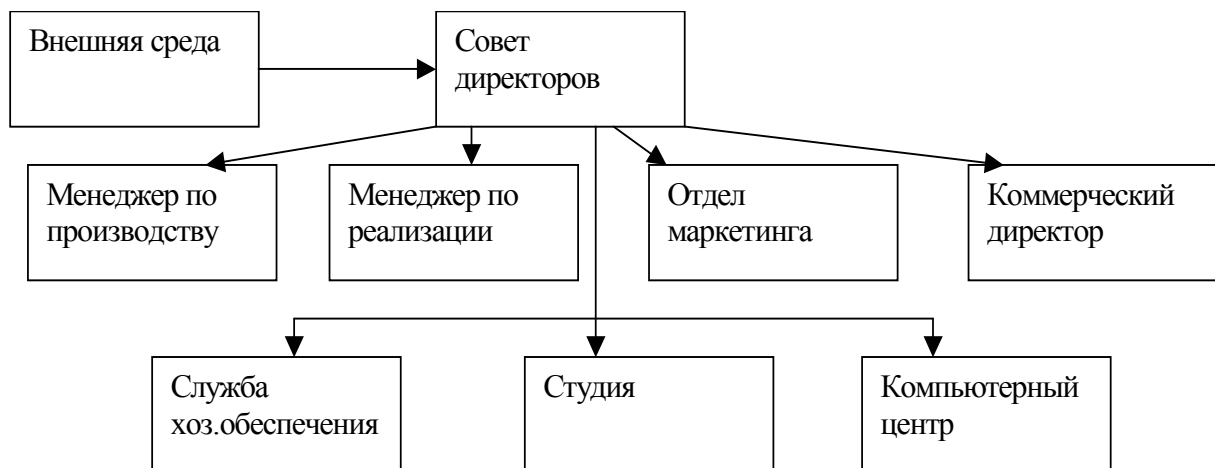 Внешняя среда
Совет
директоров
Менеджер по
производству
Менеджер по
реализации
Отдел
маркетинга
Коммерческий
директор
Служба
хоз.обеспечения
Студия
Компьютерный
центр